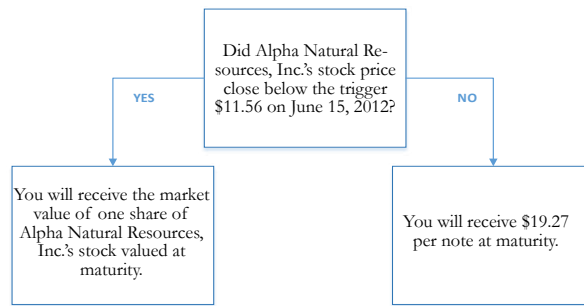 Did Alpha Natural Re-
sources, Inc.'s stock price
close below the trigger
$11.56 on June 15, 2012?
YES
NO
You will receive the market
value of one share of
Alpha Natural Resources,
Inc.'s stock valued at
maturity.
You will receive $19.27
per note at maturity.